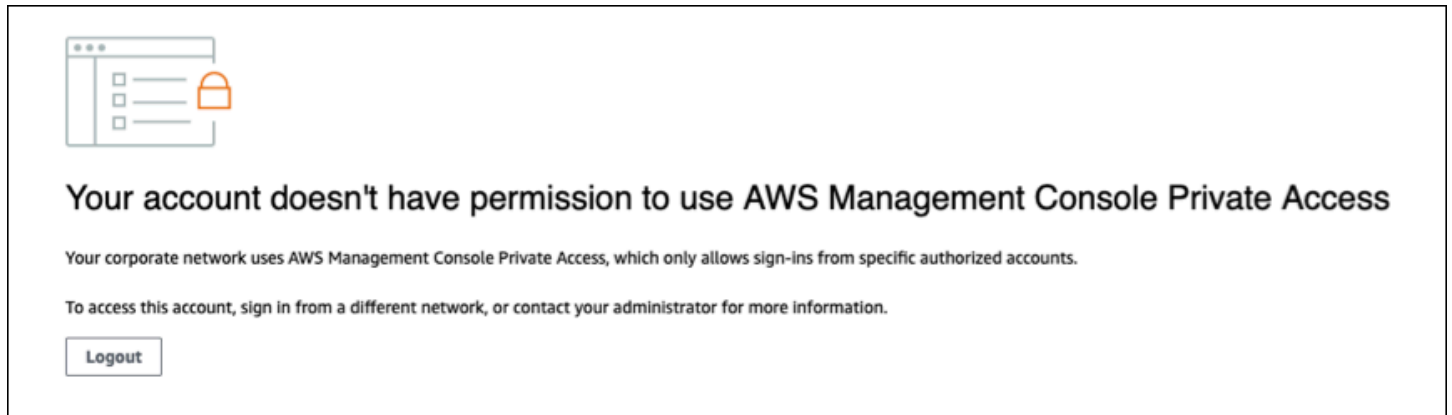 Your account doesn't have permission to use AWS Management Console Private Access
Your corporate network uses AWS Management Console Private Access, which only allows sign-ins from specific authorized accounts.
To access this account, sign in from a different network, or contact your administrator for more information.
Logout